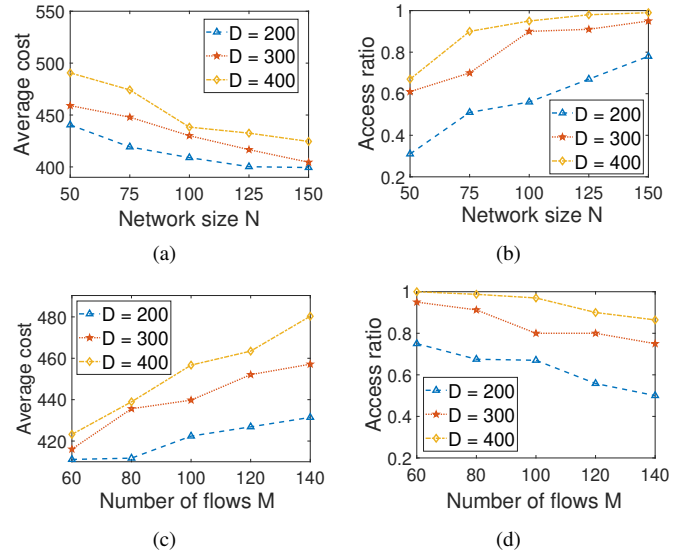 550
500
450
400
Average cost
D = 200
D = 300
D = 400
50 75 100 125 150
Network size N
(a)
1
0.8
0.6
0.4
0.2
Access ratio
D = 200
D = 300
D = 400
50 75 100 125 150
Network size N
(b)
480
460
440
420
Average cost
D = 200
D = 300
D = 400
60 80 100 120 140
Number of flows M
(c)
1
0.8
0.6
0.4
0.2
Access ratio
D = 200
D = 300
D = 400
60 80 100 120 140
Number of flows M
(d)